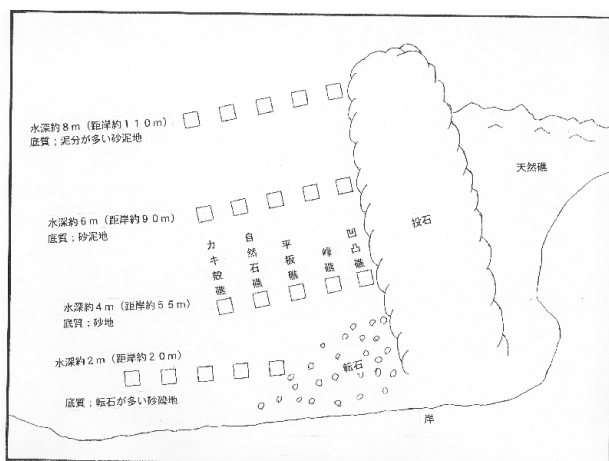 水深約8m(距岸約110m)
底質;泥分が多い砂泥地
天然礁
水深約6m(距岸約90m)
底質;砂泥地
投石
カキ殻礁
自然石礁
平板礁
峰礁
凹凸礁
水深約4m(距岸約55m)
底質;砂地
水深約2m(距岸約20m)
転石
底質;転石が多い砂礫地
岸